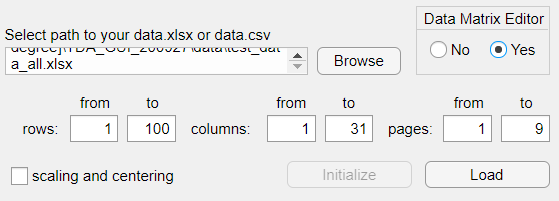 Data Matrix Editor
Select path to your data.xlsx or data.csv
No Yes
a_all.xlsx
Browse
from to from to from to
rows: 1 100 columns: 1 31 pages: 1 9
scaling and centering
Initialize
Load